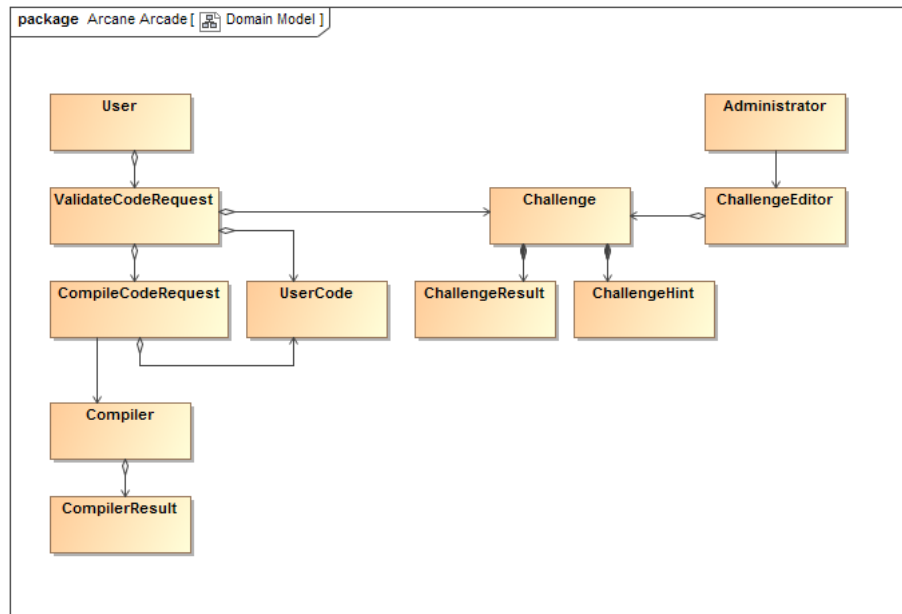 package Arcane Arcade [ Domain Model ]
User
Administrator
ValidateCodeRequest
Challenge
ChallengeEditor
CompileCodeRequest
UserCode
ChallengeResult
ChallengeHint
Compiler
CompilerResult